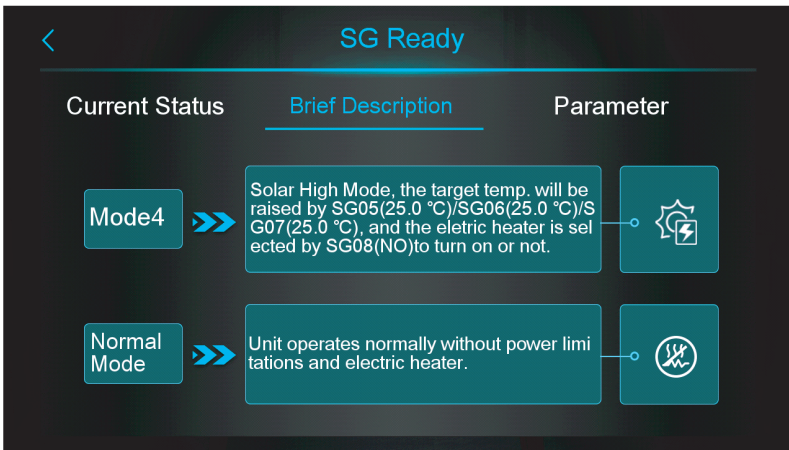 SG Ready
Current Status
Brief Description
Parameter
Mode4
Solar High Mode, the target temp. will be
raised by SG05(25.0 ℃)/SG06(25.0 ℃)/S
G07(25.0 ℃), and the eletric heater is sel
ected by SG08(NO)to turn on or not.
Normal
Mode
Unit operates normally without power limi
tations and electric heater.